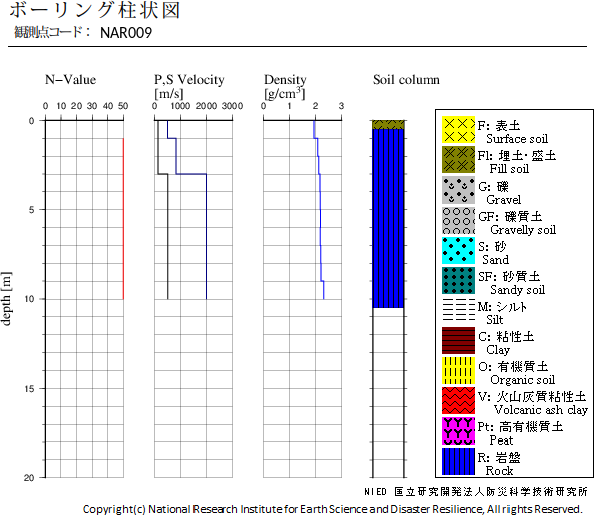 ボーリング柱状図
観測点コード： NAR009
N−Value
0 10 20 30 40 50
P,S Velocity
[m/s]
0 1000 2000 3000
Density
[g/cm³]
0 1 2 3
Soil column
depth [m]
0
5
10
15
20
F: 表土
Surface soil
Fl: 埋土・盛土
Fill soil
G: 礫
Gravel
GF: 礫質土
Gravelly soil
S: 砂
Sand
SF: 砂質土
Sandy soil
M: シルト
Silt
C: 粘性土
Clay
O: 有機質土
Organic soil
V: 火山灰質粘性土
Volcanic ash clay
Pt: 高有機質土
Peat
R: 岩盤
Rock
NIED 国立研究開発法人防災科学技術研究所
Copyright(c) National Research Institute for Earth Science and Disaster Resilience, All rights Reserved.